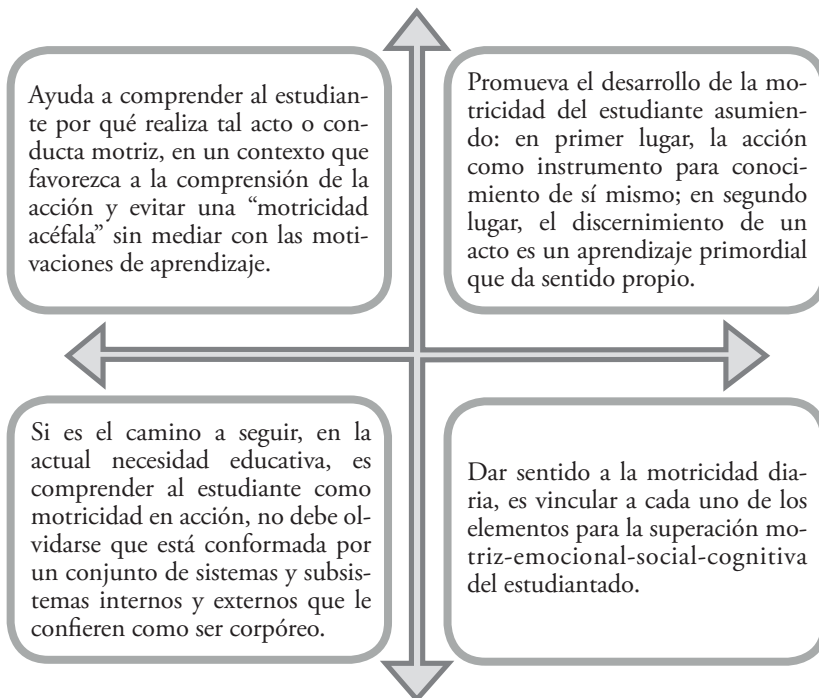 Ayuda a comprender al estudian-
te por qué realiza tal acto o con-
ducta motriz, en un contexto que
favorezca a la comprensión de la
acción y evitar una “motricidad
acéfala” sin mediar con las moti-
vaciones de aprendizaje.
Promueva el desarrollo de la mo-
tricidad del estudiante asumien-
do: en primer lugar, la acción
como instrumento para conoci-
miento de sí mismo; en segundo
lugar, el discernimiento de un
acto es un aprendizaje primordial
que da sentido propio.
Si es el camino a seguir, en la
actual necesidad educativa, es
comprender al estudiante como
motricidad en acción, no debe ol-
vidarse que está conformada por
un conjunto de sistemas y subsis-
temas internos y externos que le
confieren como ser corpóreo.
Dar sentido a la motricidad dia-
ria, es vincular a cada uno de los
elementos para la superación mo-
triz-emocional-social-cognitiva
del estudiantado.